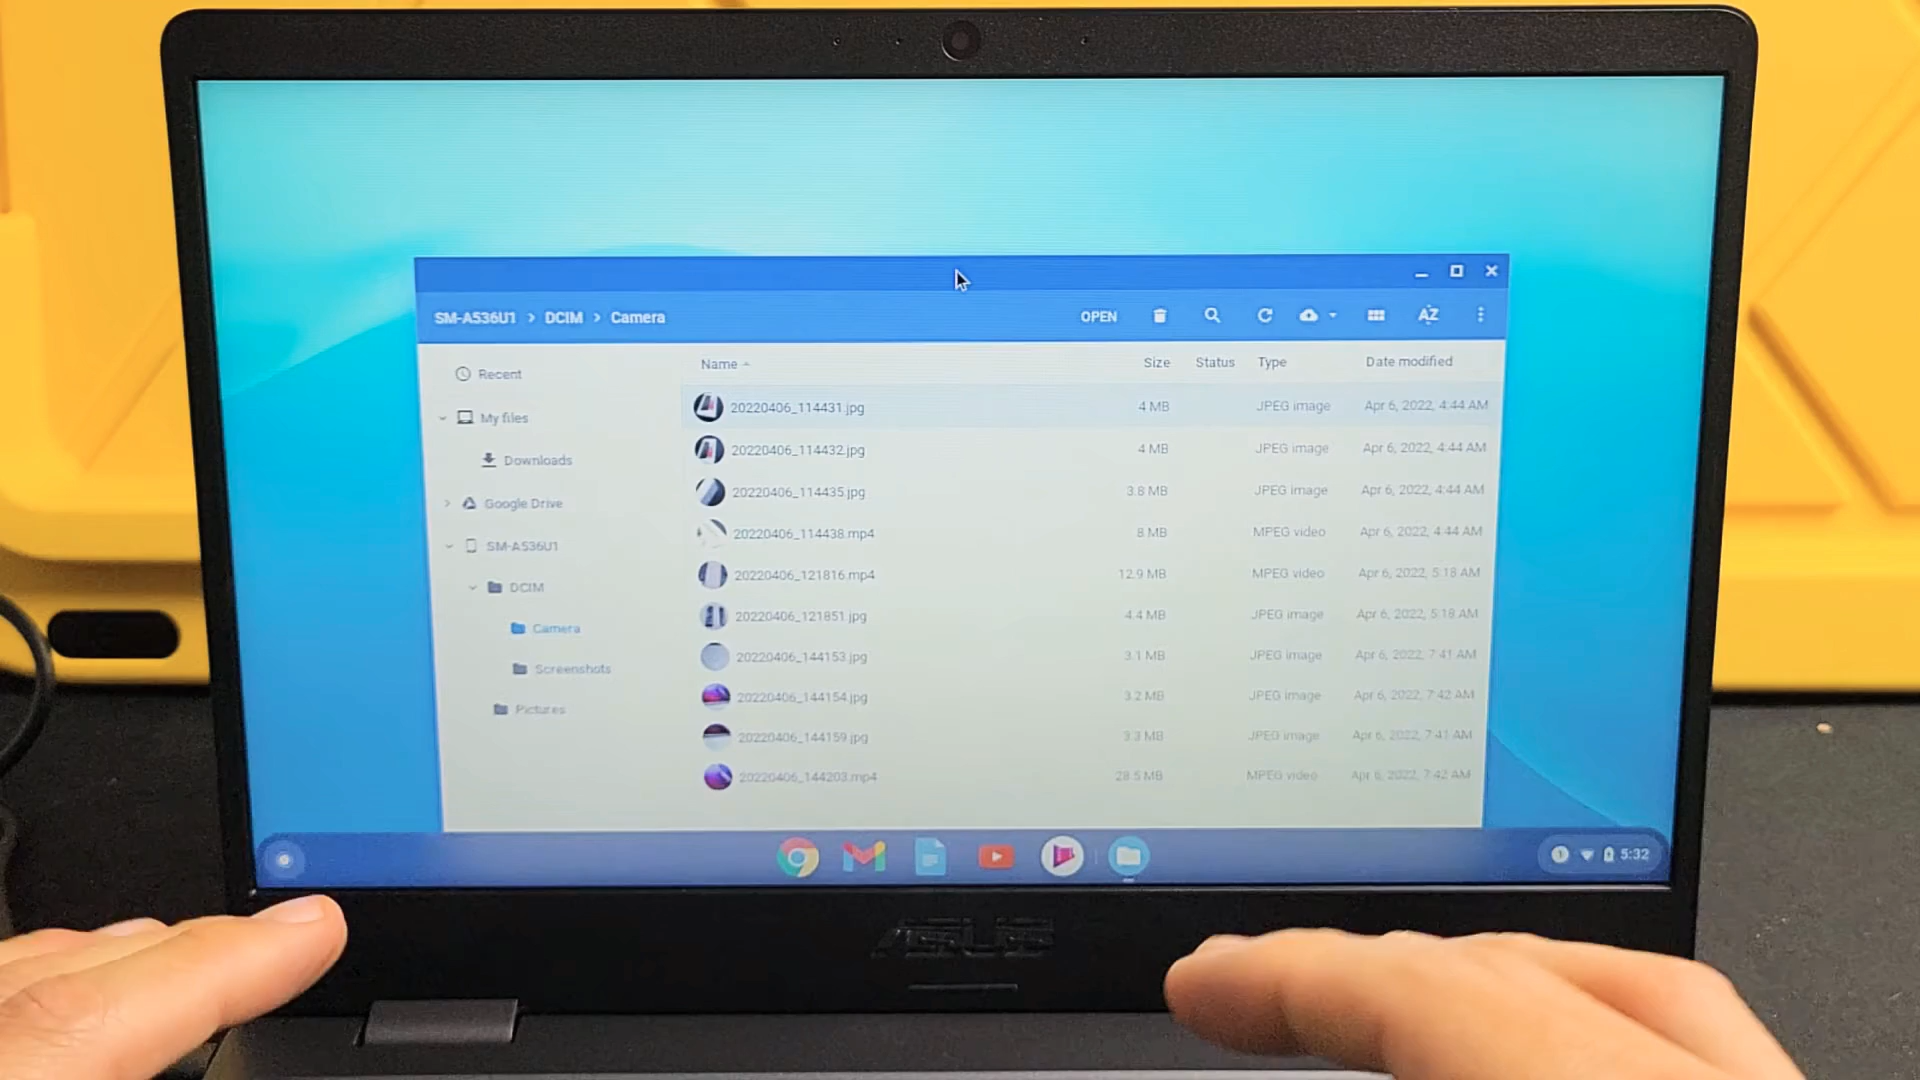 SM-A536U1 > DCIM > Camera
OPEN
AZ
Name Size Status Type Date modified
Recent
My files
Downloads
Google Drive
SM-A536U1
DCIM
Camera
Screenshots
Pictures
20220406_114431.jpg 4 MB JPEG image Apr 6, 2022, 4:44 AM
20220406_114432.jpg 4 MB JPEG image Apr 6, 2022, 4:44 AM
20220406_114435.jpg 3.8 MB JPEG image Apr 6, 2022, 4:44 AM
20220406_114438.mp4 8 MB MPEG video Apr 6, 2022, 4:44 AM
20220406_121816.mp4 12.9 MB MPEG video Apr 6, 2022, 5:18 AM
20220406_121851.jpg 4.4 MB JPEG image Apr 6, 2022, 5:18 AM
20220406_144153.jpg 3.1 MB JPEG image Apr 6, 2022, 7:41 AM
20220406_144154.jpg 3.2 MB JPEG image Apr 6, 2022, 7:42 AM
20220406_144159.jpg 3.3 MB JPEG image Apr 6, 2022, 7:41 AM
20220406_144203.mp4 28.5 MB MPEG video Apr 6, 2022, 7:42 AM
1 5:32
ASUS